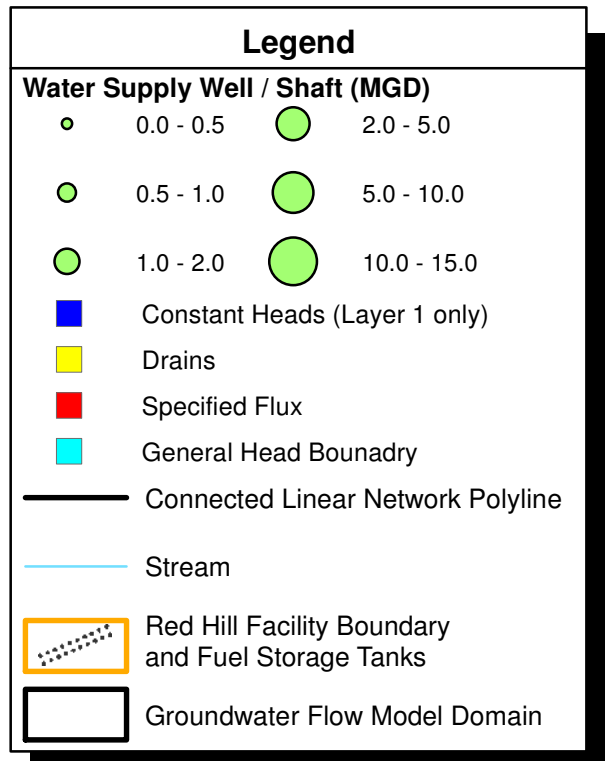 Legend
Water Supply Well / Shaft (MGD)
0.0 - 0.5 2.0 - 5.0
0.5 - 1.0 5.0 - 10.0
1.0 - 2.0 10.0 - 15.0
Constant Heads (Layer 1 only)
Drains
Specified Flux
General Head Bounadry
Connected Linear Network Polyline
Stream
Red Hill Facility Boundary
and Fuel Storage Tanks
Groundwater Flow Model Domain